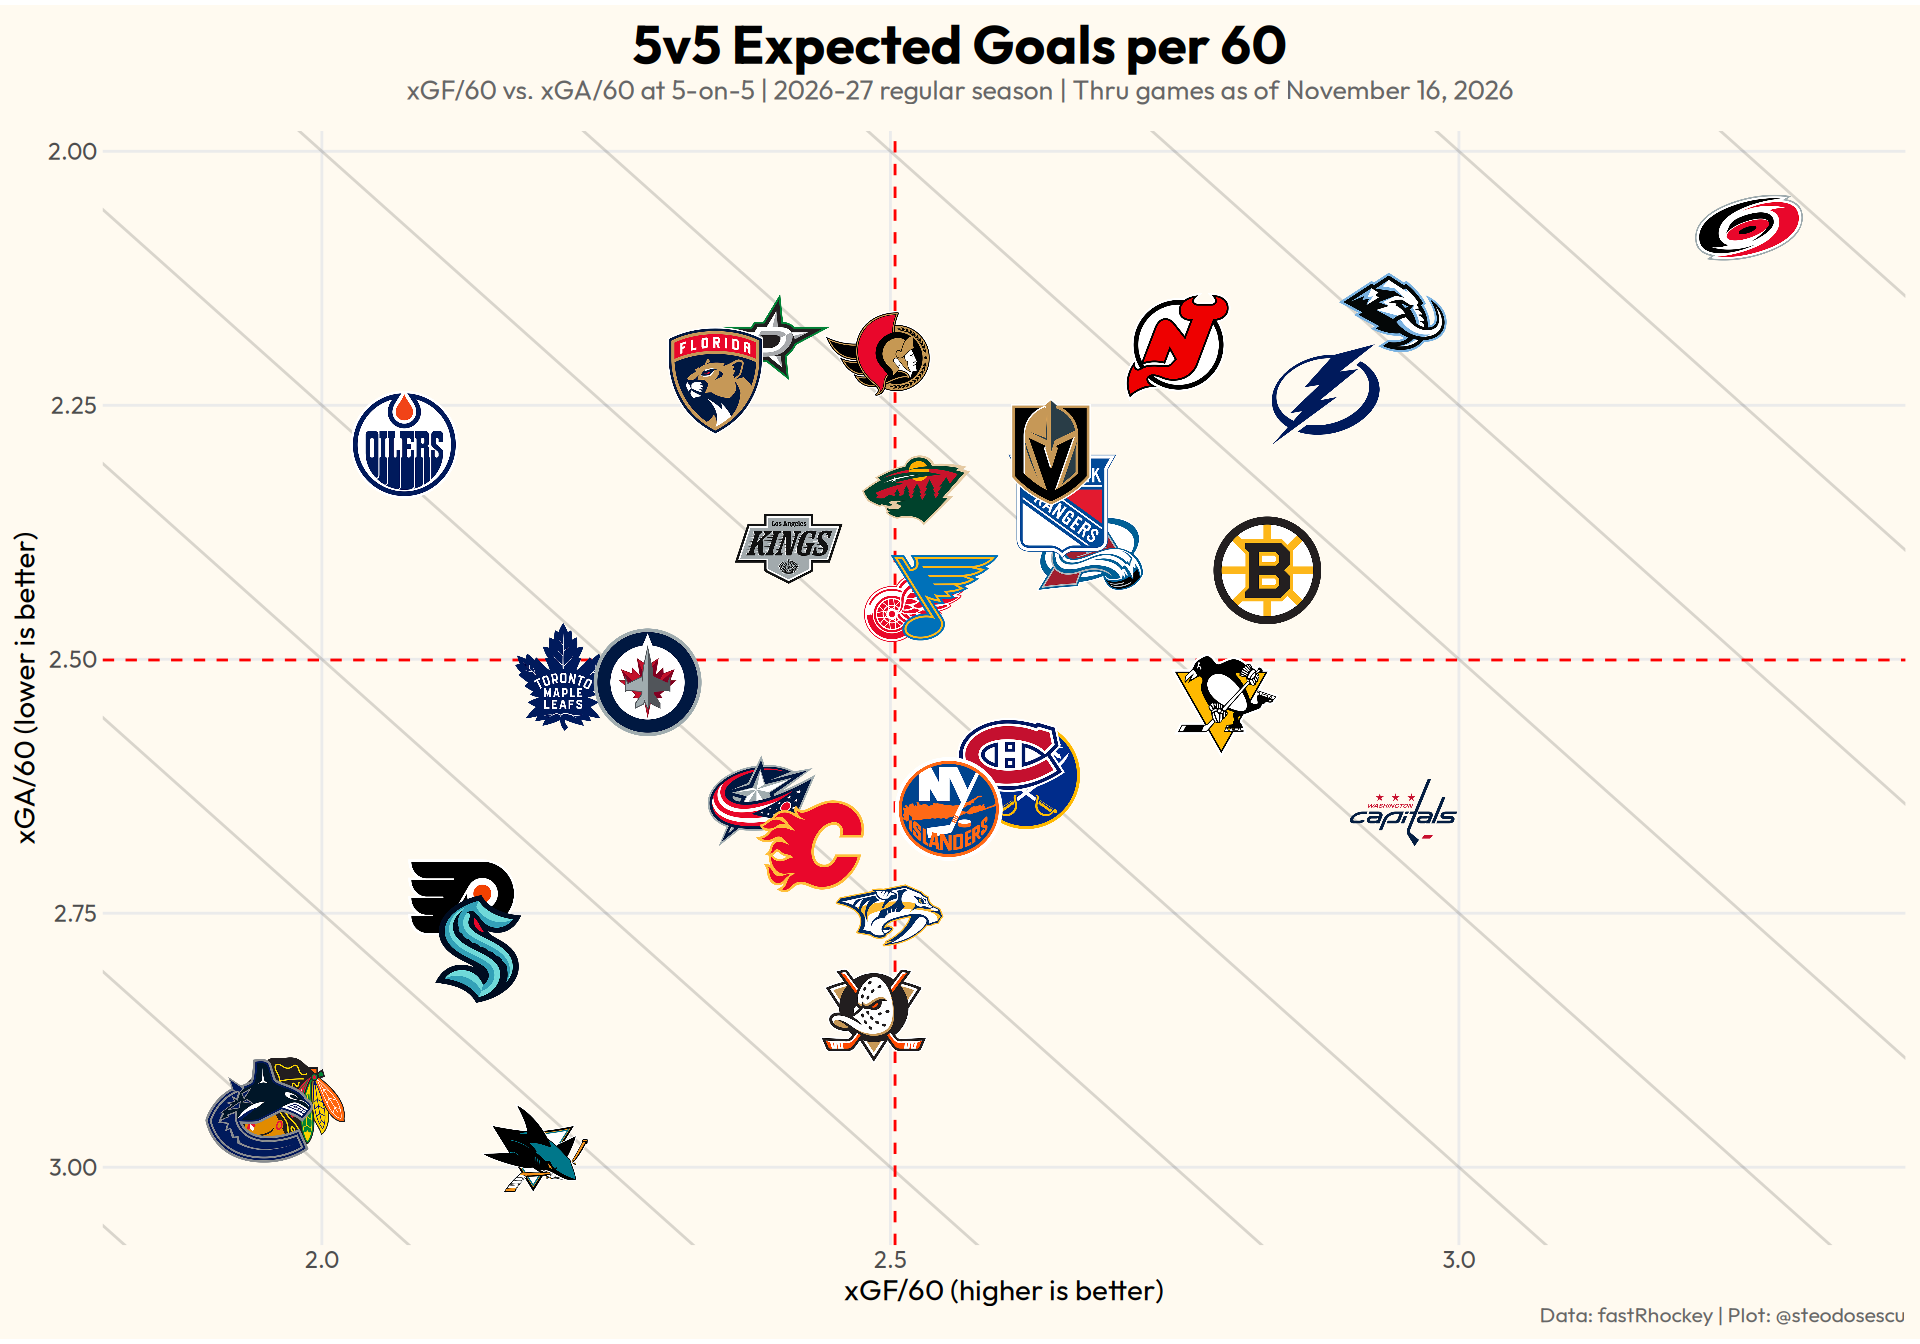 5v5 Expected Goals per 60
xGF/60 vs. xGA/60 at 5-on-5 | 2026-27 regular season | Thru games as of November 16, 2026
2.00
2.25
2.50
2.75
3.00
xGA/60 (lower is better)
FLORIDA
OILERS
Los Angeles
KINGS
K
RANGERS
B
TORONTO
MAPLE
LEAFS
NY
ISLANDERS
WASHINGTON
capitals
2.0
2.5
3.0
xGF/60 (higher is better)
Data: fastRhockey | Plot: @steodosescu